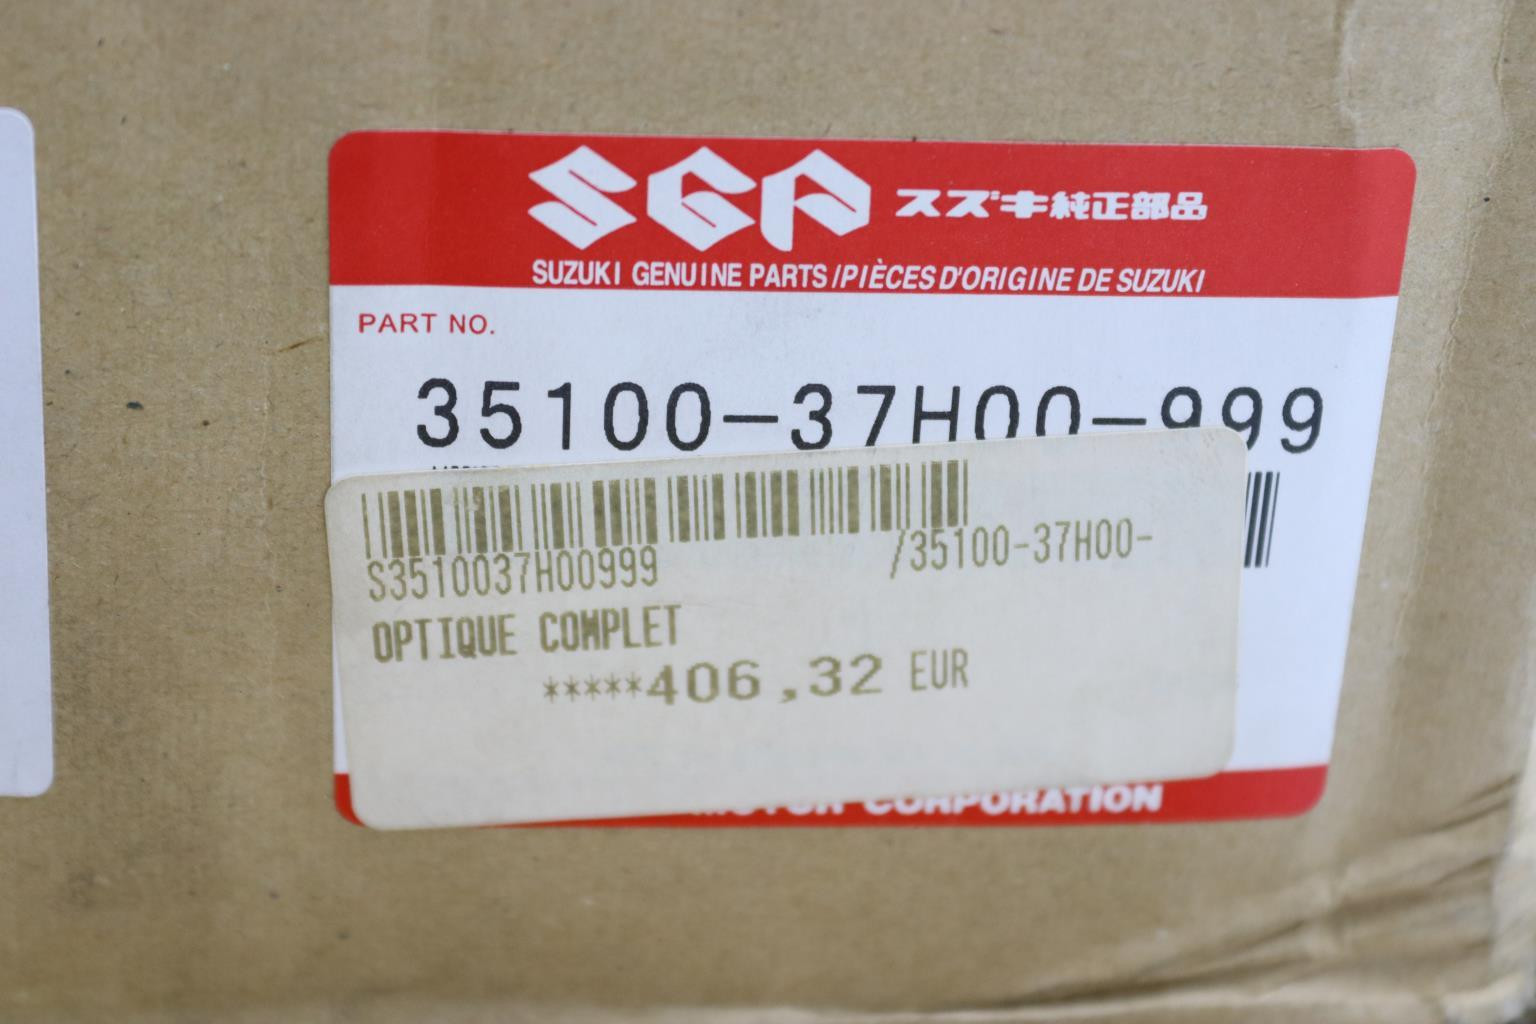 SGP スズキ純正部品
SUZUKI GENUINE PARTS/PIÈCES D'ORIGINE DE SUZUKI
PART NO.
35100-37H00-999
S3510037H00999 /35100-37H00-
OPTIQUE COMPLET
*****406,32 EUR
MOTOR CORPORATION